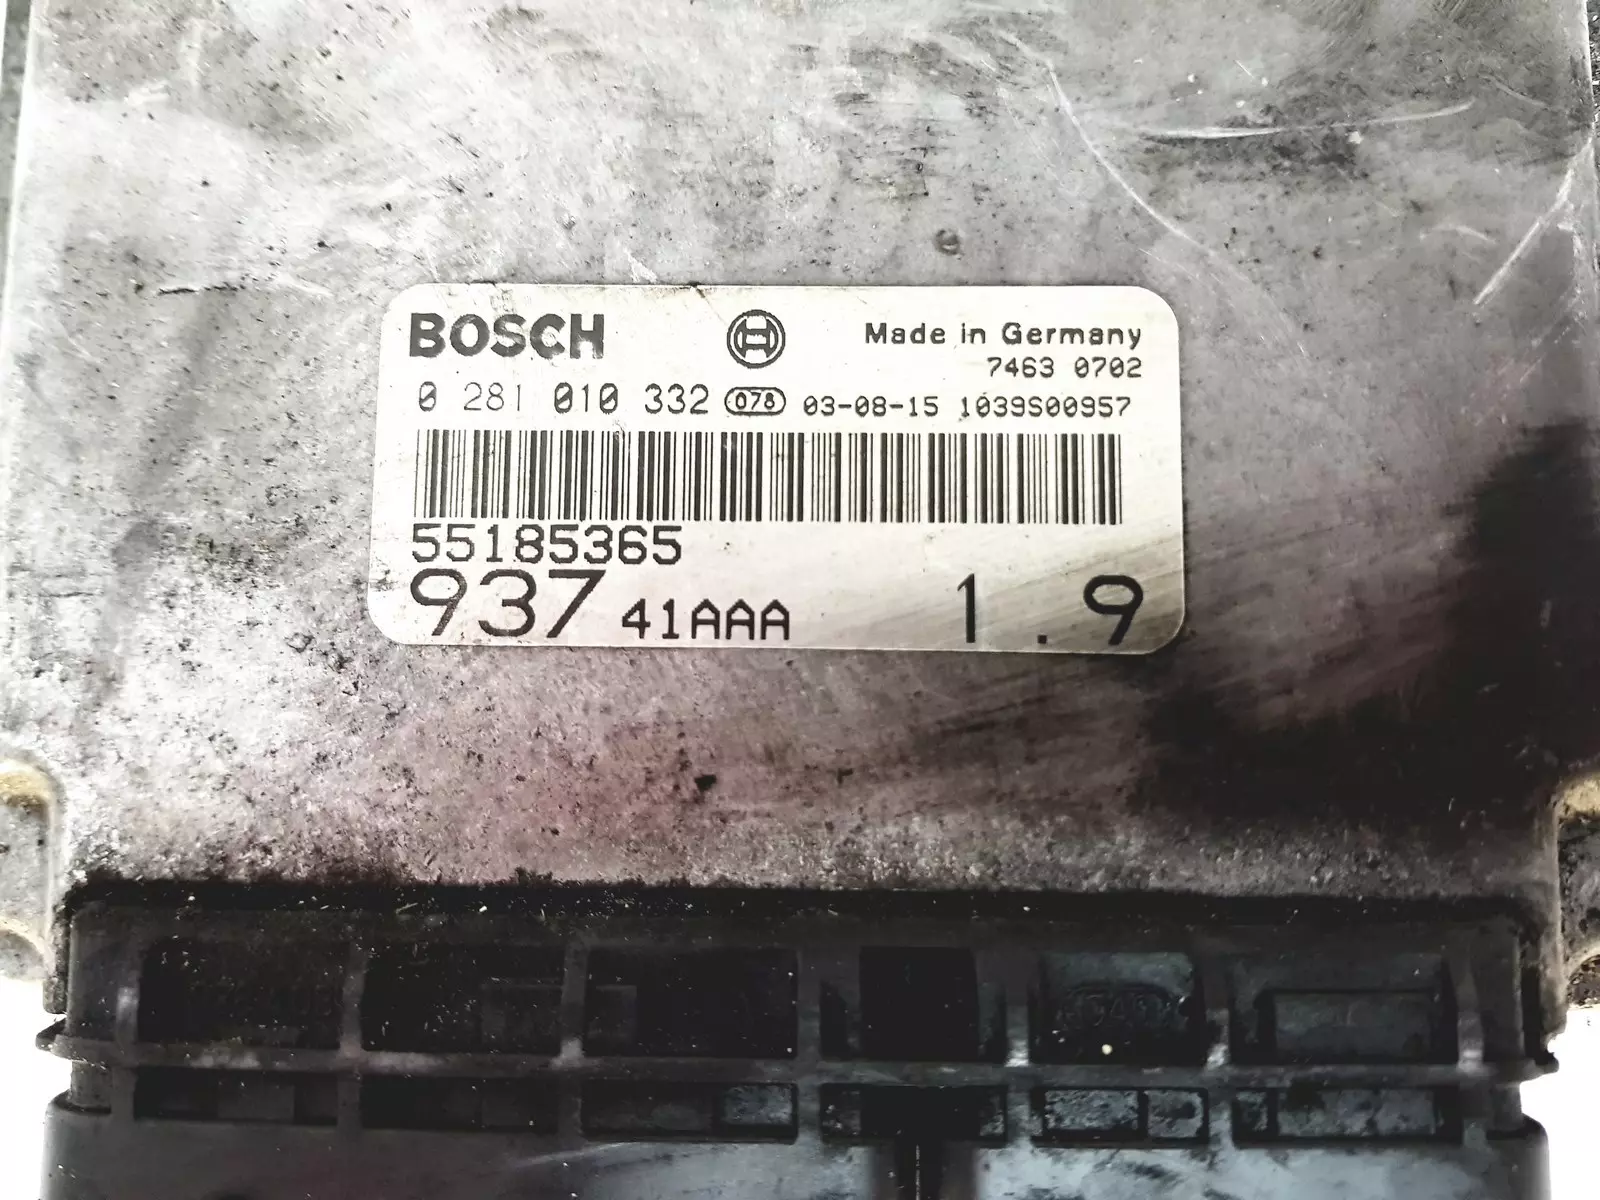 BOSCH
Made in Germany
7463 0702
0 281 010 332 078 03-08-15 1039S00957
55185365
937 41AAA 1.9